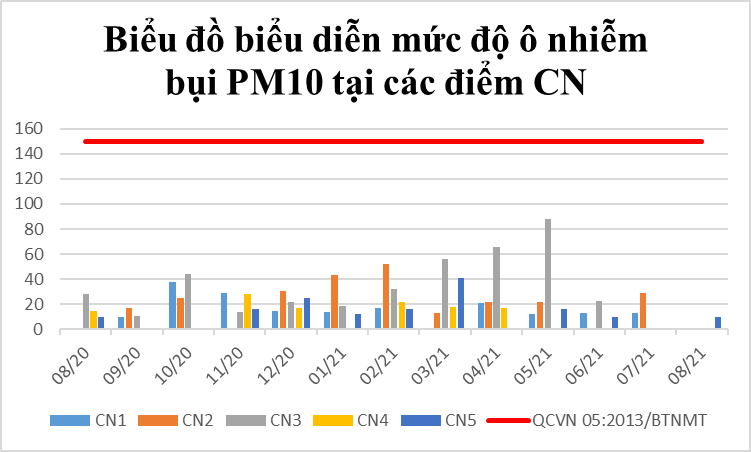 Biểu đồ biểu diễn mức độ ô nhiễm
bụi PM10 tại các điểm CN
160
140
120
100
80
60
40
20
0
08/20 09/20 10/20 11/20 12/20 01/21 02/21 03/21 04/21 05/21 06/21 07/21 08/21
CN1 CN2 CN3 CN4 CN5 QCVN 05:2013/BTNMT